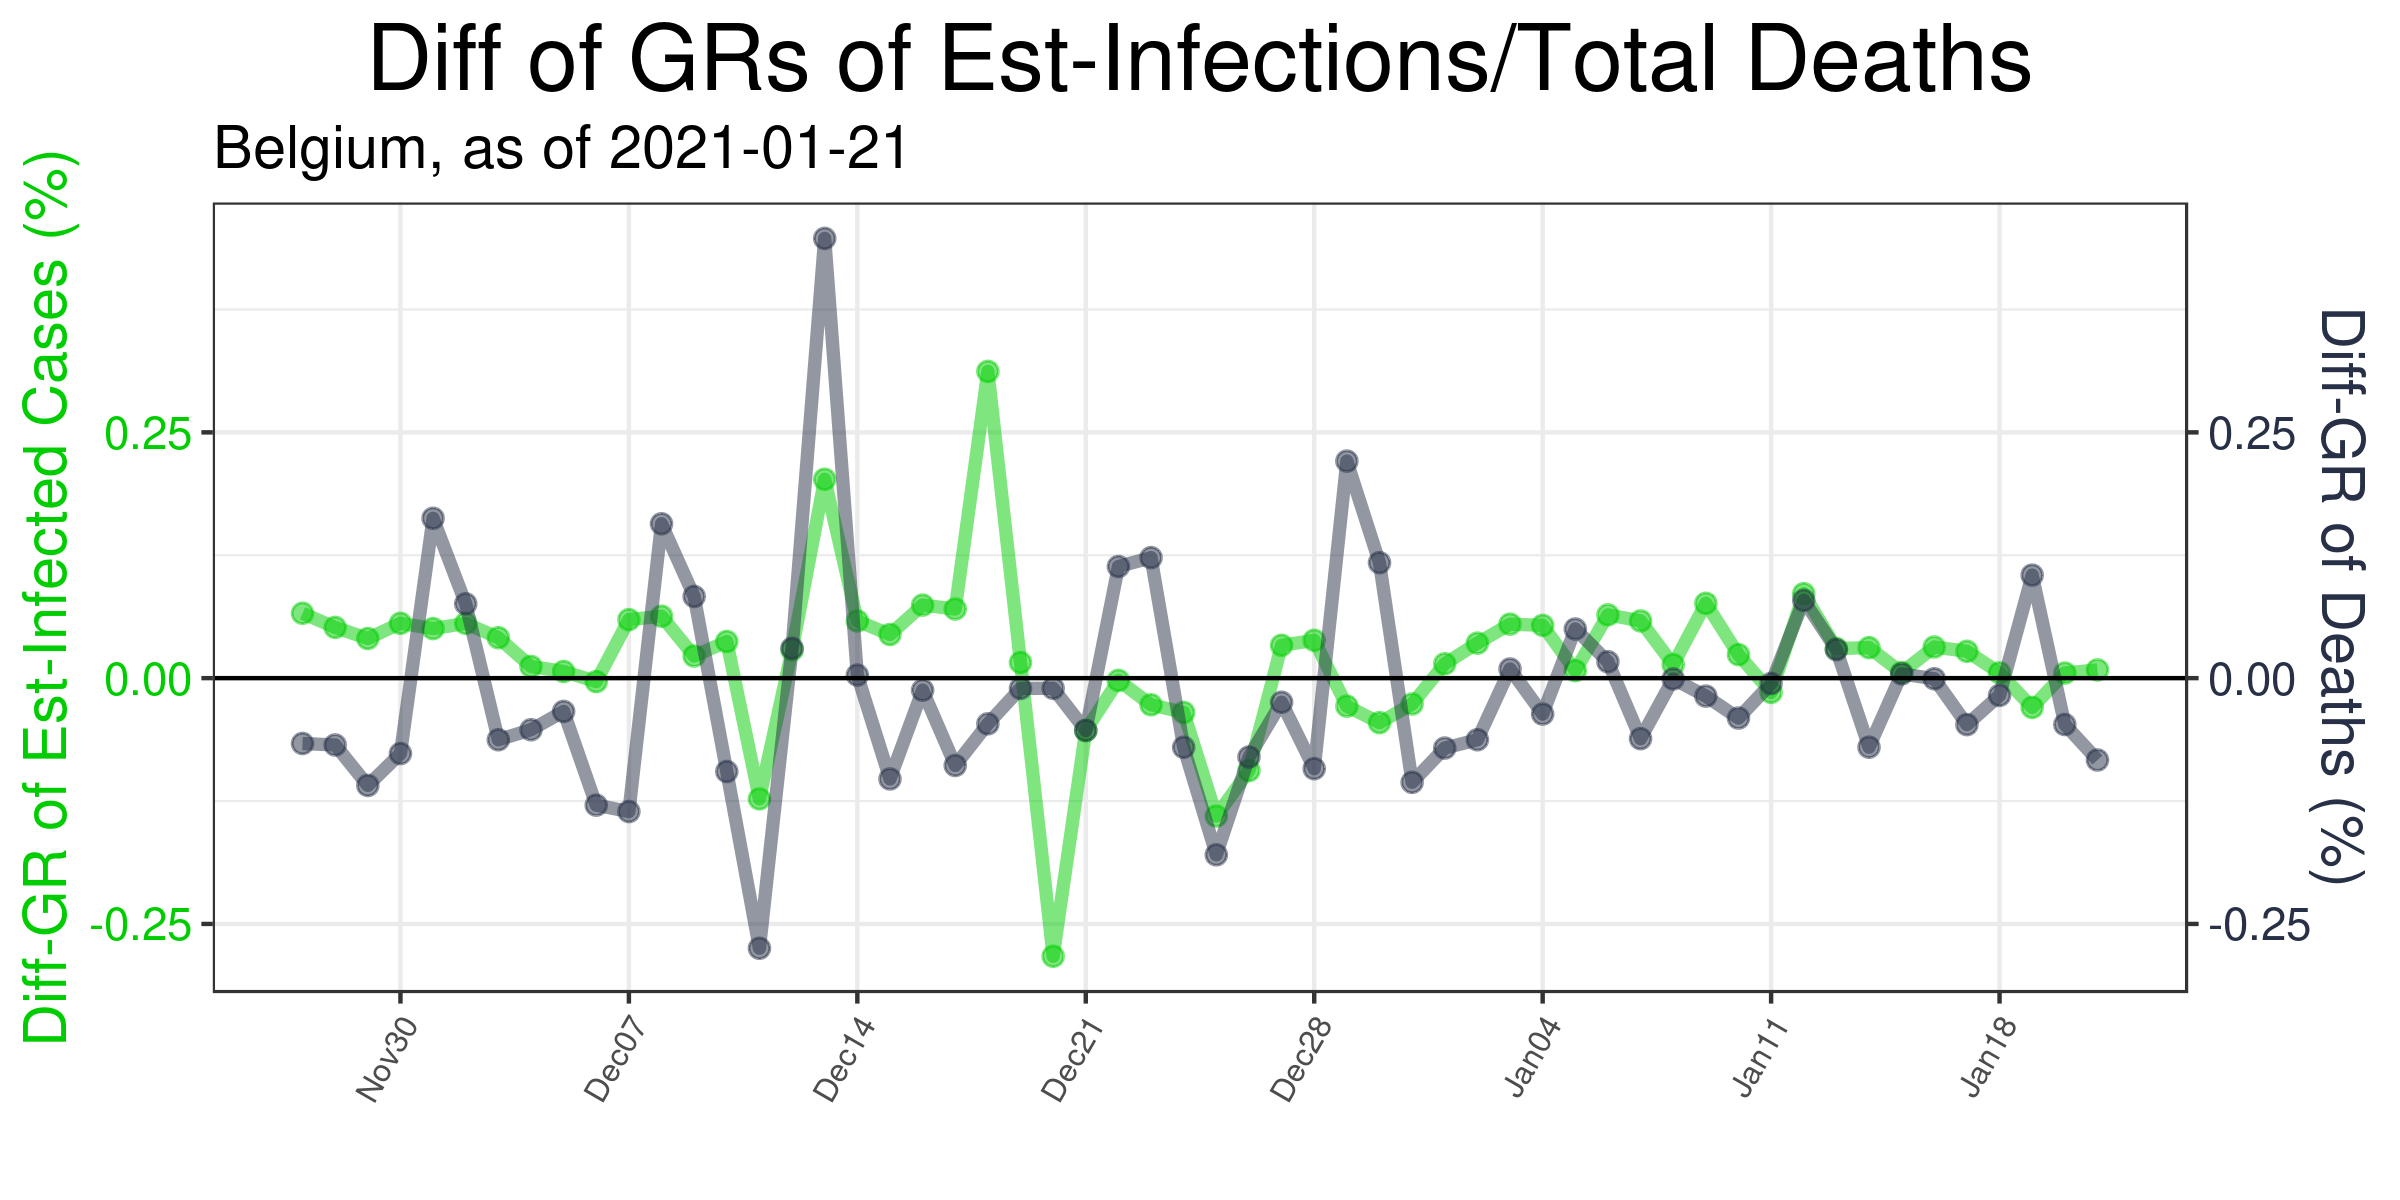 Diff of GRs of Est-Infections/Total Deaths
Belgium, as of 2021-01-21
Diff-GR of Est-Infected Cases (%)
0.25
0.00
-0.25
0.25
0.00
-0.25
Diff-GR of Deaths (%)
Nov30
Dec07
Dec14
Dec21
Dec28
Jan04
Jan11
Jan18